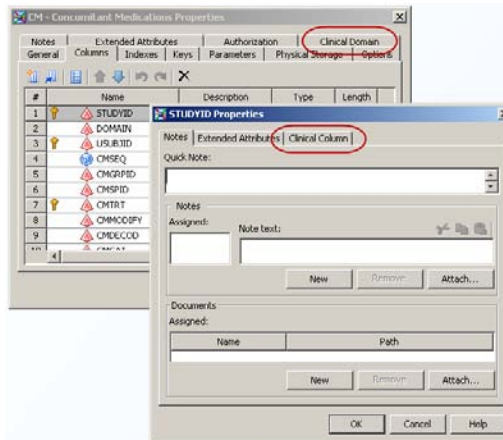 CM - Concomitant Medications Properties
Notes Extended Attributes Authorization Clinical Domain
General Columns Indexes Keys Parameters Physical Storage Options
# Name Description Type Length
1 STUDYID
2 DOMAIN
3 USUBJID
4 CMSEQ
5 CMGRPID
6 CMSPID
7 CMTRT
8 CMMODIFY
9 CMDECOD
STUDYID Properties
Notes Extended Attributes Clinical Column
Quick Note:
Notes
Assigned:
Note text:
New Remove Attach...
Documents
Assigned:
Name Path
New Remove Attach...
OK Cancel Help